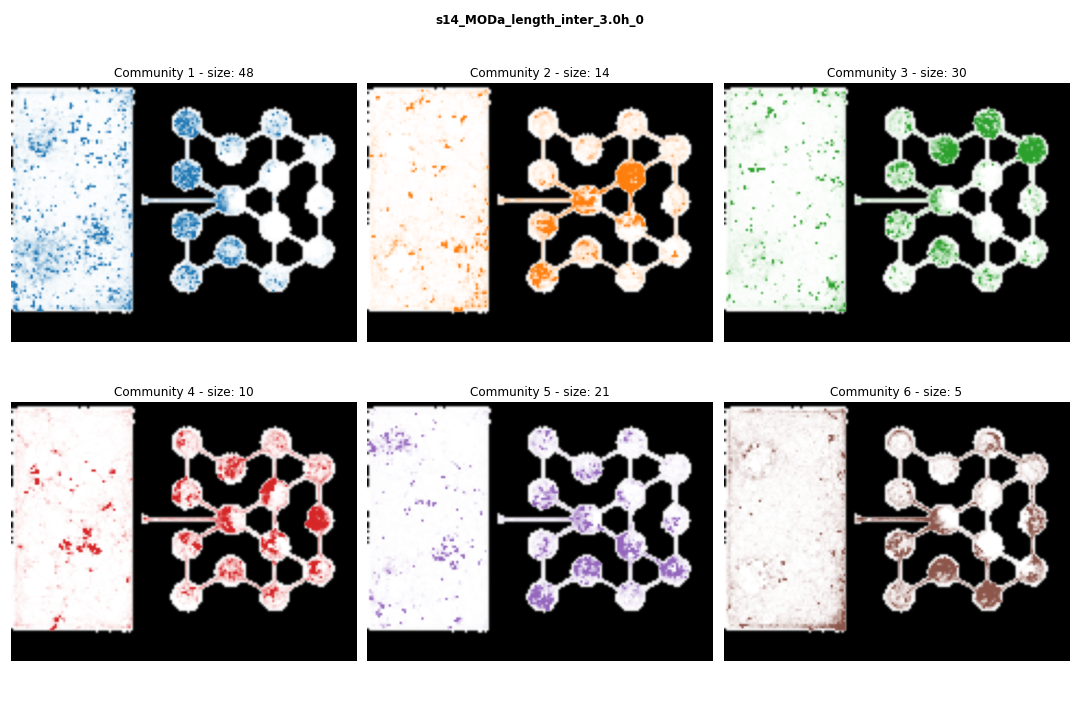 s14_MODa_length_inter_3.0h_0
Community 1 - size: 48
Community 2 - size: 14
Community 3 - size: 30
Community 4 - size: 10
Community 5 - size: 21
Community 6 - size: 5